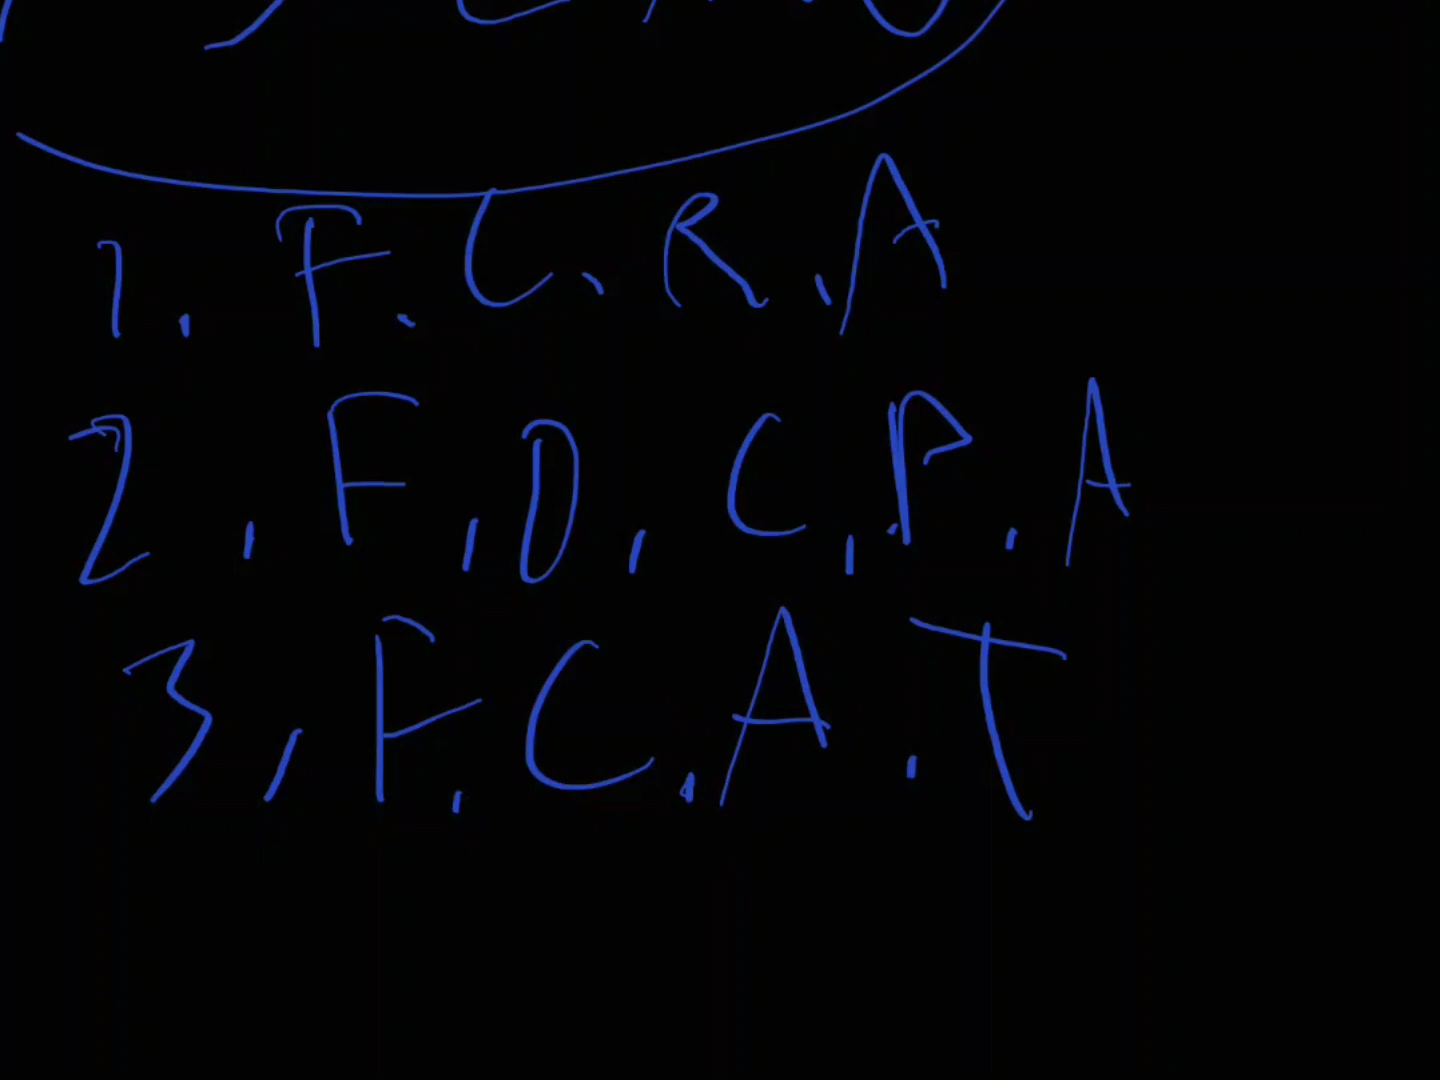 1. F. C. R. A
2, F, D, C, P. A
3, F. C. A. T